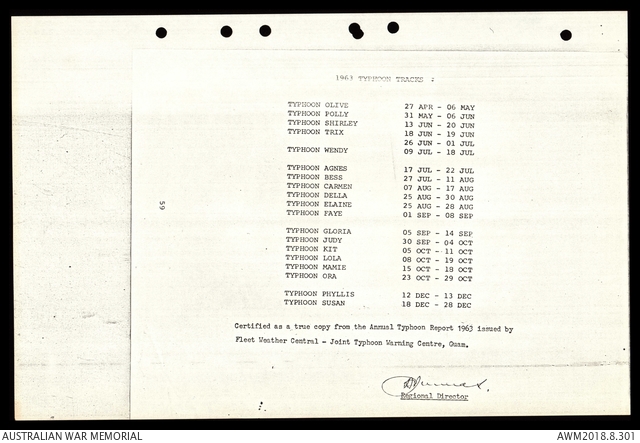 1963 TYPHOON TRACKS :
TYPHOON OLIVE 27 APR - 06 MAY
TYPHOON POLLY 31 MAY - 06 JUN
TYPHOON SHIRLEY 13 JUN - 20 JUN
TYPHOON TRIX 18 JUN - 19 JUN
26 JUN - 01 JUL
TYPHOON WENDY 09 JUL - 18 JUL
TYPHOON AGNES 17 JUL - 22 JUL
TYPHOON BESS 27 JUL - 11 AUG
TYPHOON CARMEN 07 AUG - 17 AUG
TYPHOON DELLA 25 AUG - 30 AUG
TYPHOON ELAINE 25 AUG - 28 AUG
TYPHOON FAYE 01 SEP - 08 SEP
59
TYPHOON GLORIA 05 SEP - 14 SEP
TYPHOON JUDY 30 SEP - 04 OCT
TYPHOON KIT 05 OCT - 11 OCT
TYPHOON LOLA 08 OCT - 19 OCT
TYPHOON MAMIE 15 OCT - 18 OCT
TYPHOON ORA 23 OCT - 29 OCT
TYPHOON PHYLLIS 12 DEC - 13 DEC
TYPHOON SUSAN 18 DEC - 28 DEC
Certified as a true copy from the Annual Typhoon Report 1963 issued by
Fleet Weather Central - Joint Typhoon Warning Centre, Guam.
Regional Director
AUSTRALIAN WAR MEMORIAL AWM2018.8.301